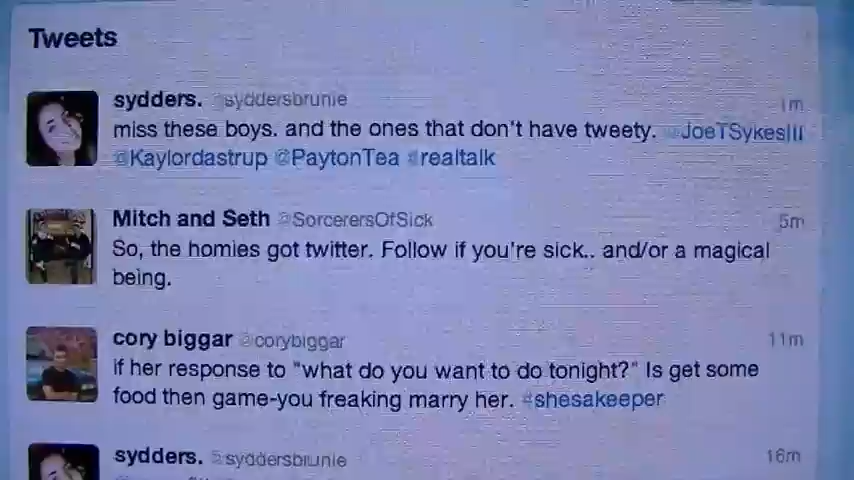 Tweets
sydders. @syddersbrunie 1m
miss these boys. and the ones that don't have tweety. @JoeTSykesIII
@Kaylordastrup @PaytonTea #realtalk
Mitch and Seth @SorcerersOfSick 5m
So, the homies got twitter. Follow if you're sick.. and/or a magical
being.
cory biggar @corybiggar 11m
If her response to "what do you want to do tonight?" Is get some
food then game-you freaking marry her. #shesakeeper
sydders. @syddersbrunie 16m